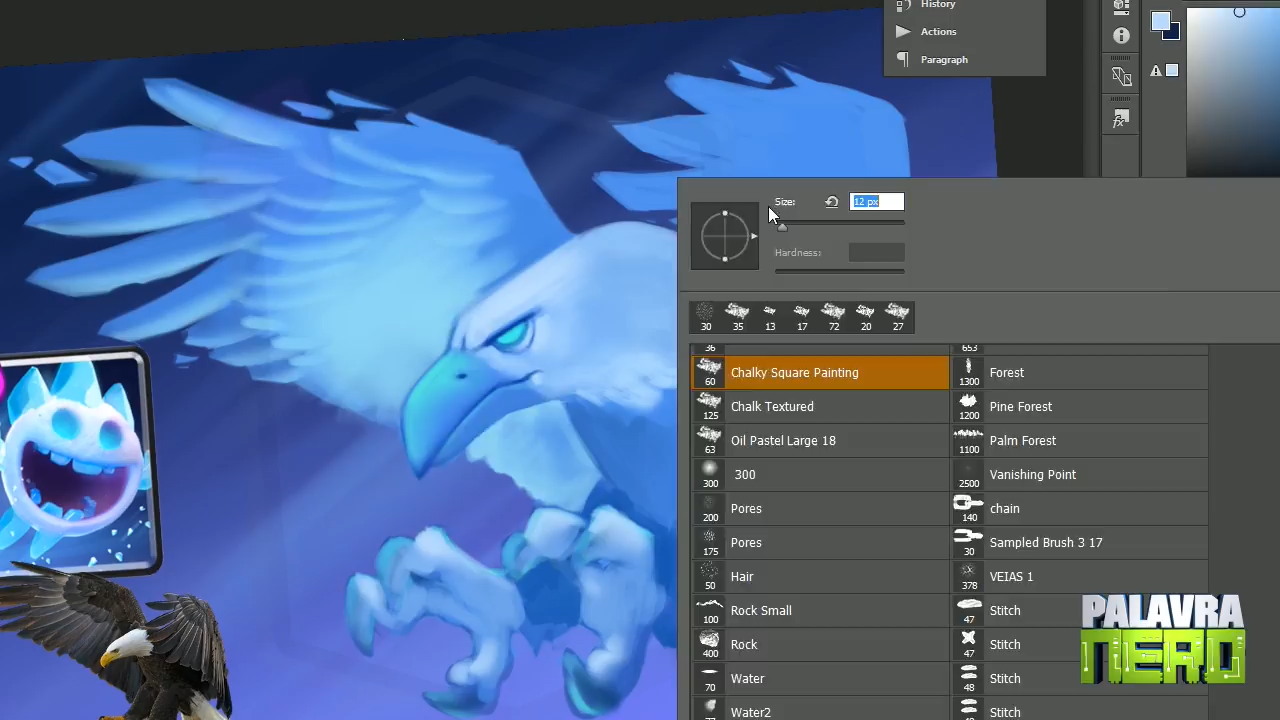 History
Actions
Paragraph
Size:
12 px
Hardness:
30 35 13 17 72 20 27
36 653
60 Chalky Square Painting
1300 Forest
125 Chalk Textured
1200 Pine Forest
63 Oil Pastel Large 18
1100 Palm Forest
300 300
2500 Vanishing Point
200 Pores
140 chain
175 Pores
30 Sampled Brush 3 17
50 Hair
378 VEIAS 1
100 Rock Small
47 Stitch
400 Rock
47 Stitch
70 Water
48 Stitch
Water2
Stitch
PALAVRA
NERD